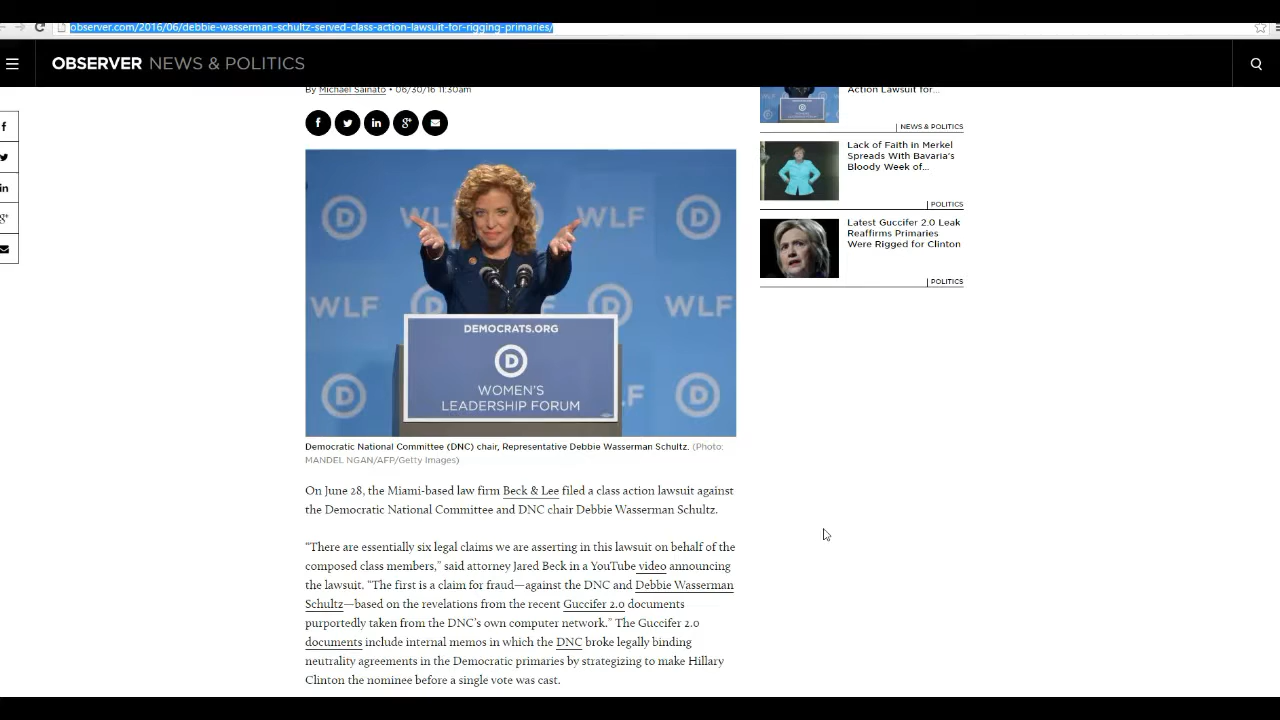 observer.com/2016/06/debbie-wasserman-schultz-served-class-action-lawsuit-for-rigging-primaries/
OBSERVER NEWS & POLITICS
By Michael Sainato • 06/30/16 11:30am
f
in
g+
WLF
WLF
WLF
WLF
D
DEMOCRATS.ORG
D
WOMEN'S
LEADERSHIP FORUM
Democratic National Committee (DNC) chair, Representative Debbie Wasserman Schultz. (Photo:
MANDEL NGAN/AFP/Getty Images)
On June 28, the Miami-based law firm Beck & Lee filed a class action lawsuit against
the Democratic National Committee and DNC chair Debbie Wasserman Schultz.
“There are essentially six legal claims we are asserting in this lawsuit on behalf of the
composed class members,” said attorney Jared Beck in a YouTube video announcing
the lawsuit. “The first is a claim for fraud—against the DNC and Debbie Wasserman
Schultz—based on the revelations from the recent Guccifer 2.0 documents
purportedly taken from the DNC’s own computer network.” The Guccifer 2.0
documents include internal memos in which the DNC broke legally binding
neutrality agreements in the Democratic primaries by strategizing to make Hillary
Clinton the nominee before a single vote was cast.
Action Lawsuit for...
| NEWS & POLITICS
Lack of Faith in Merkel
Spreads With Bavaria's
Bloody Week of...
| POLITICS
Latest Guccifer 2.0 Leak
Reaffirms Primaries
Were Rigged for Clinton
| POLITICS